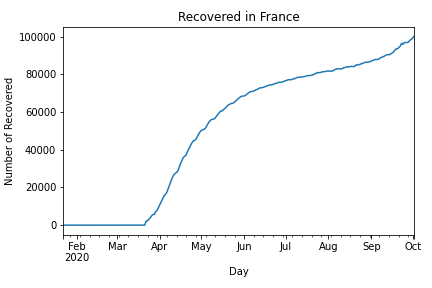 Recovered in France
Number of Recovered
100000
80000
60000
40000
20000
0
Feb Mar Apr May Jun Jul Aug Sep Oct
2020
Day